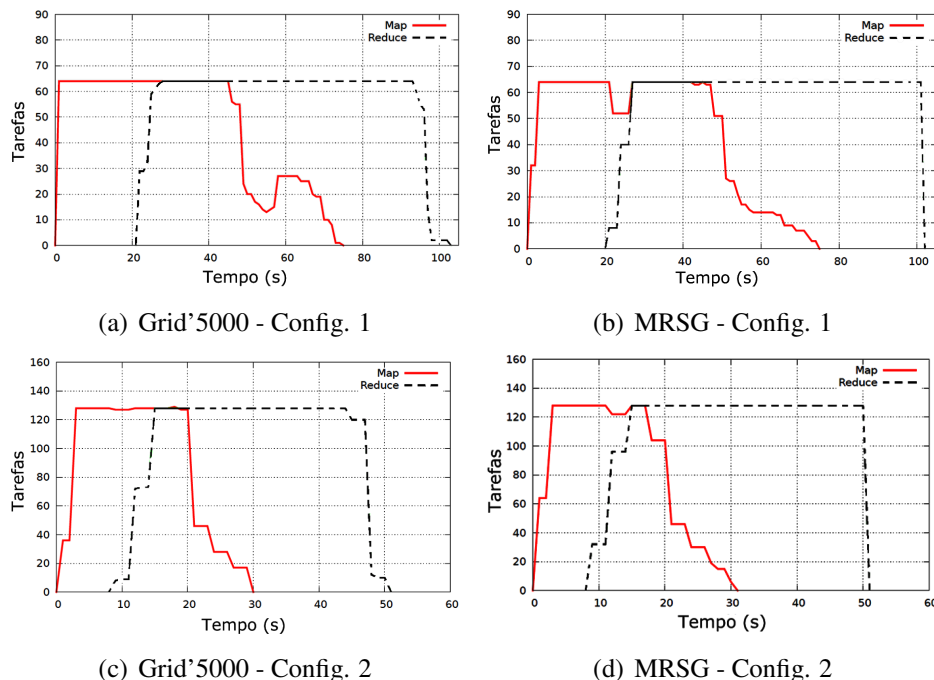 90
80
70
60
50
40
30
20
10
0
Tarefas
0 20 40 60 80 100
Tempo (s)
Map
Reduce
(a) Grid'5000 - Config. 1
90
80
70
60
50
40
30
20
10
0
Tarefas
0 20 40 60 80 100
Tempo (s)
Map
Reduce
(b) MRSG - Config. 1
160
140
120
100
80
60
40
20
0
Tarefas
0 10 20 30 40 50 60
Tempo (s)
Map
Reduce
(c) Grid'5000 - Config. 2
160
140
120
100
80
60
40
20
0
Tarefas
0 10 20 30 40 50 60
Tempo (s)
Map
Reduce
(d) MRSG - Config. 2